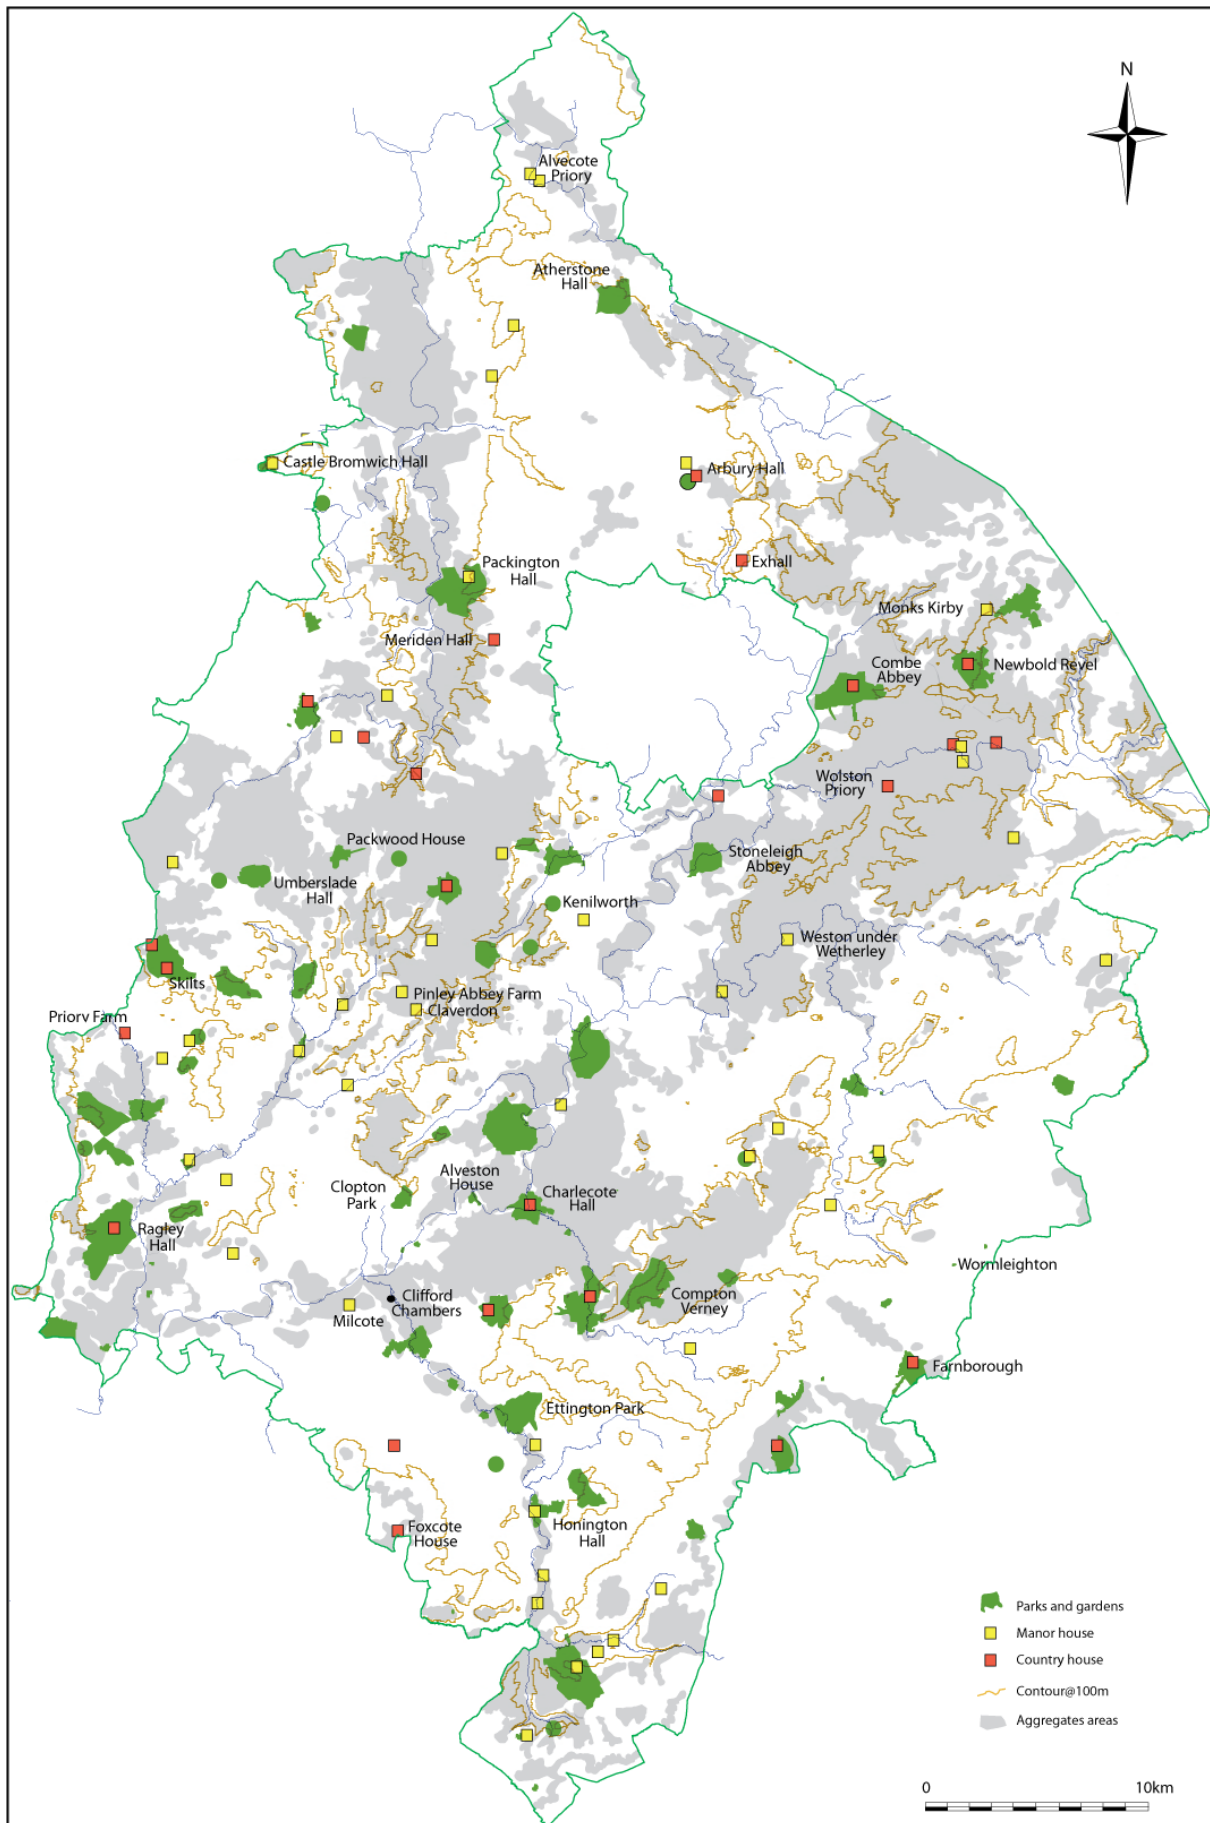 N
Alvecote
Priory
Atherstone
Hall
Castle Bromwich Hall
Arbury Hall
Packington
Hall
Exhall
Monks Kirby
Meriden Hall
Combe
Abbey
Newbold Revel
Wolston
Priory
Packwood House
Stoneleigh
Abbey
Umberslade
Hall
Kenilworth
Weston under
Wetherley
Skilts
Pinley Abbey Farm
Claverdon
Priory Farm
Alveston
House
Clopton
Park
Charlecote
Hall
Ragley
Hall
Wormleighton
Clifford
Chambers
Milcote
Compton
Verney
Farnborough
Ettington Park
Foxcote
House
Honington
Hall
Parks and gardens
Manor house
Country house
Contour@100m
Aggregates areas
0
10km